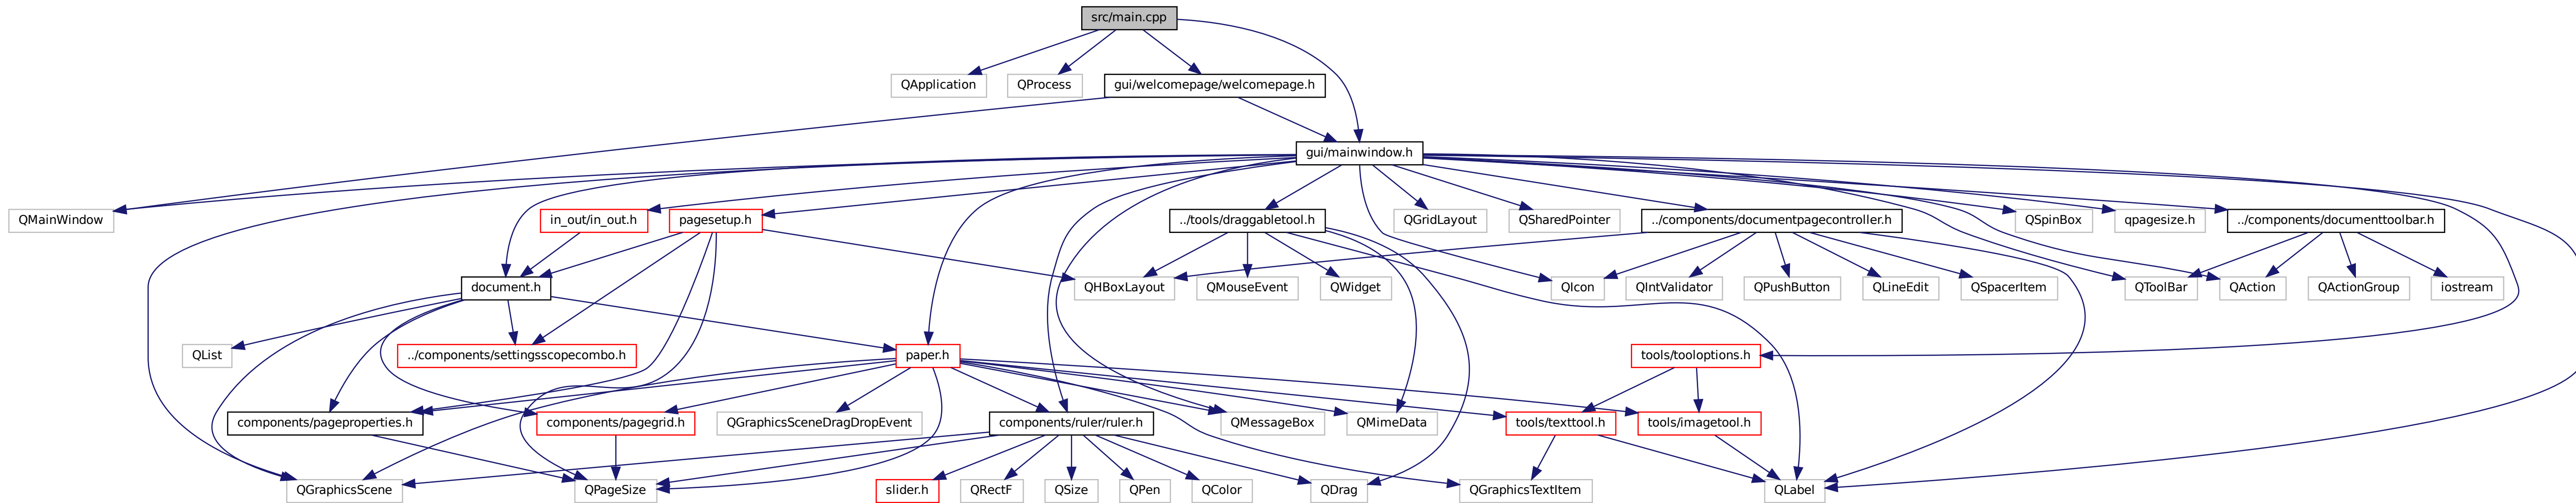 src/main.cpp
QApplication
QProcess
gui/welcomepage/welcomepage.h
gui/mainwindow.h
QMainWindow
in_out/in_out.h
pagesetup.h
../tools/draggabletool.h
QGridLayout
QSharedPointer
../components/documentpagecontroller.h
QSpinBox
qpagesize.h
../components/documenttoolbar.h
document.h
QHBoxLayout
QMouseEvent
QWidget
QIcon
QIntValidator
QPushButton
QLineEdit
QSpacerItem
QToolBar
QAction
QActionGroup
iostream
QList
../components/settingsscopecombo.h
paper.h
tools/tooloptions.h
components/pageproperties.h
components/pagegrid.h
QGraphicsSceneDragDropEvent
components/ruler/ruler.h
QMessageBox
QMimeData
tools/texttool.h
tools/imagetool.h
QGraphicsScene
QPageSize
slider.h
QRectF
QSize
QPen
QColor
QDrag
QGraphicsTextItem
QLabel